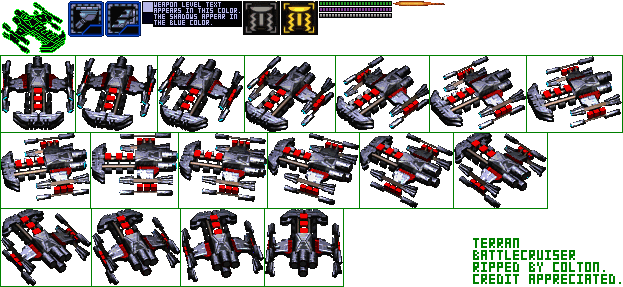 WEAPON LEVEL TEXT
APPEARS IN THIS COLOR.
THE SHADOWS APPEAR IN
THE BLUE COLOR.
TERRAN
BATTLECRUISER
RIPPED BY COLTON.
CREDIT APPRECIATED.